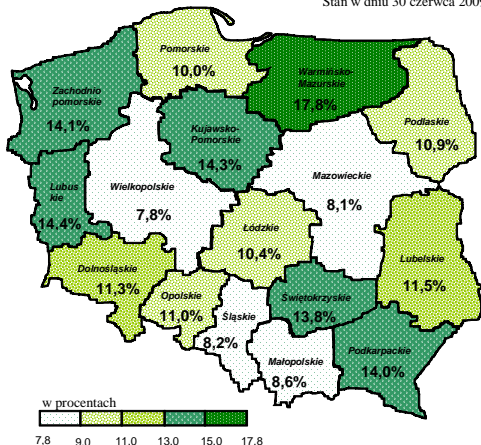 Stan w dniu 30 czerwca 2009
Pomorskie
10,0%
Warmińsko-
Mazurskie
17,8%
Zachodnio
pomorskie
14,1%
Podlaskie
10,9%
Kujawsko-
Pomorskie
14,3%
Mazowieckie
8,1%
Lubus
kie
14,4%
Wielkopolskie
7,8%
Łódzkie
10,4%
Lubelskie
11,5%
Dolnośląskie
11,3%
Opolskie
11,0%
Śląskie
8,2%
Świętokrzyskie
13,8%
Małopolskie
8,6%
Podkarpackie
14,0%
w procentach
7.8 9.0 11.0 13.0 15.0 17.8